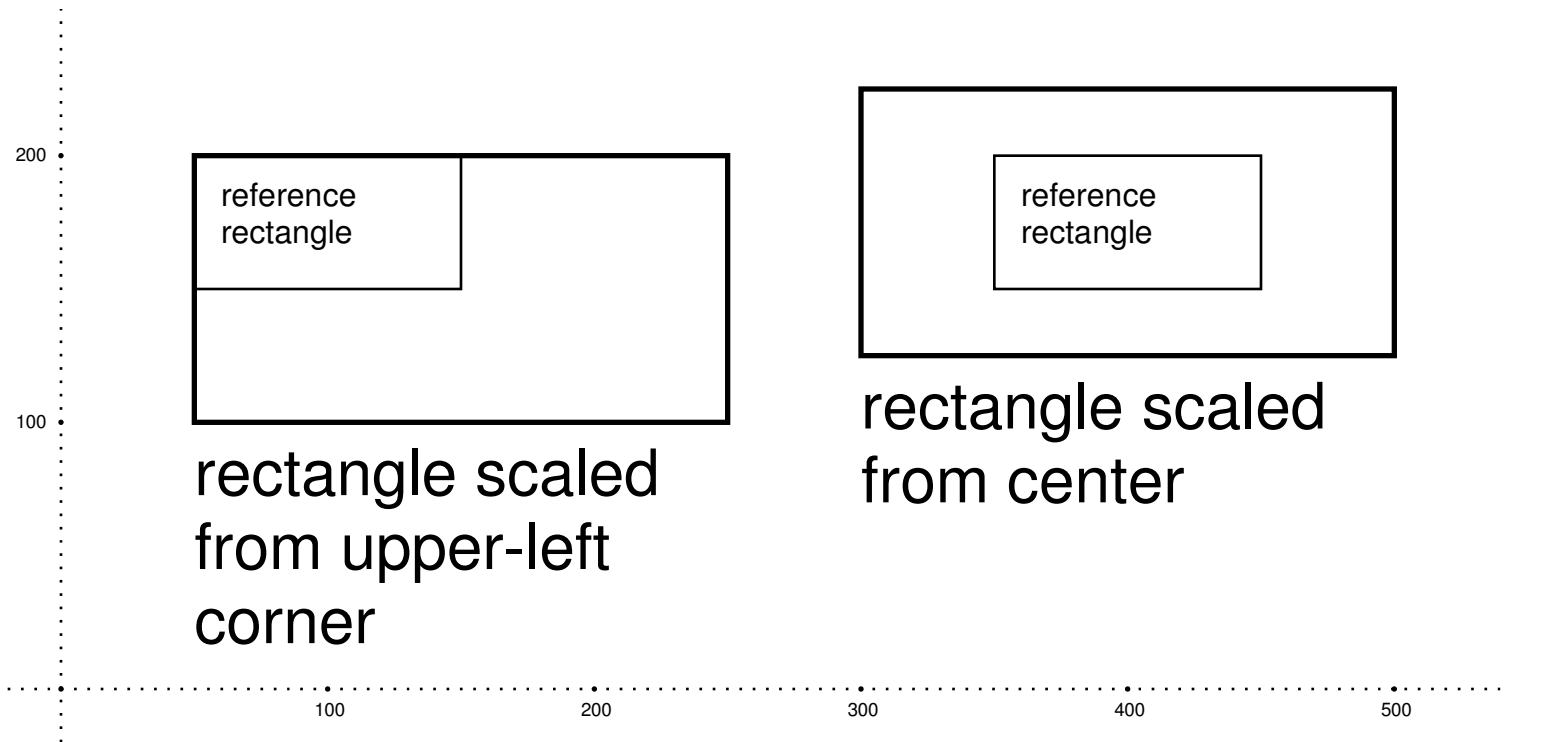 200
reference
rectangle
reference
rectangle
100
rectangle scaled
from upper-left
corner
rectangle scaled
from center
100
200
300
400
500